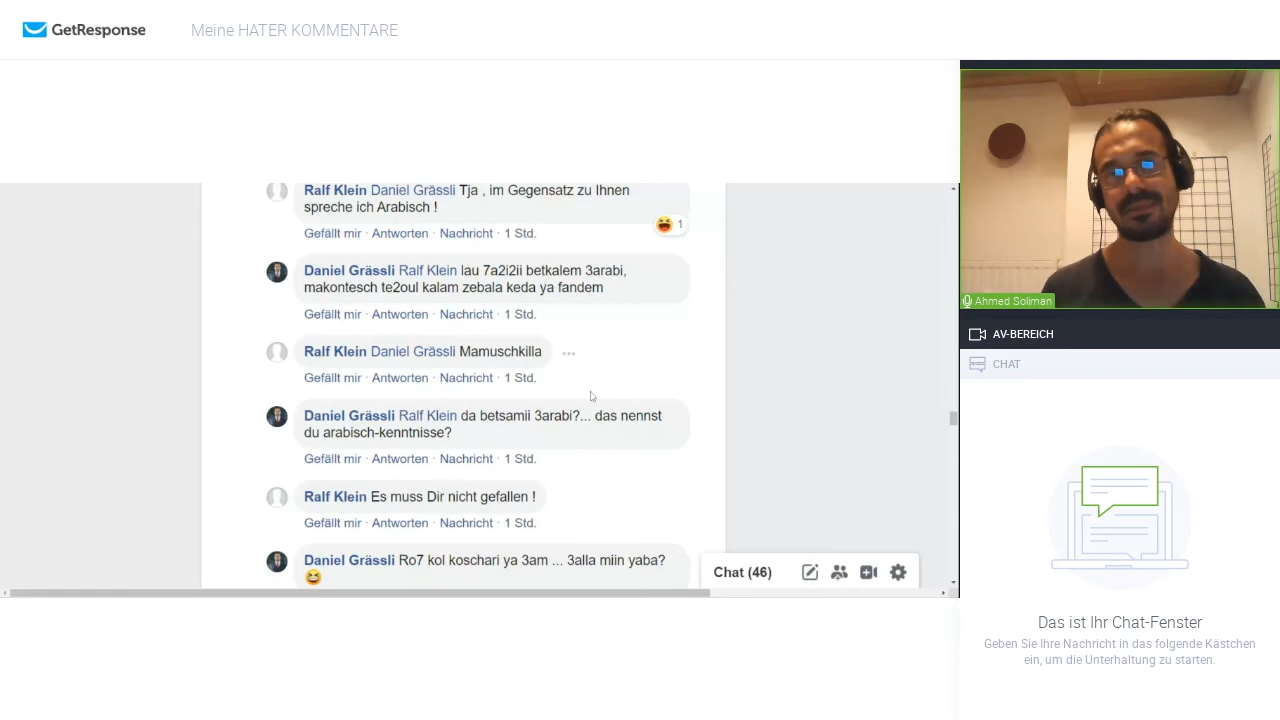 GetResponse
Meine HATER KOMMENTARE
Ralf Klein Daniel Grässli Tja , im Gegensatz zu Ihnen
spreche ich Arabisch !
1
Gefällt mir · Antworten · Nachricht · 1 Std.
Daniel Grässli Ralf Klein lau 7a2i2ii betkalem 3arabi,
makontesch te2oul kalam zebala keda ya fandem
Gefällt mir · Antworten · Nachricht · 1 Std.
Ralf Klein Daniel Grässli Mamuschkilla
Gefällt mir · Antworten · Nachricht · 1 Std.
Daniel Grässli Ralf Klein da betsamii 3arabi?... das nennst
du arabisch-kenntnisse?
Gefällt mir · Antworten · Nachricht · 1 Std.
Ralf Klein Es muss Dir nicht gefallen !
Gefällt mir · Antworten · Nachricht · 1 Std.
Daniel Grässli Ro7 kol koschari ya 3am ... 3alla miin yaba?
Chat (46)
Ahmed Soliman
AV-BEREICH
CHAT
Das ist Ihr Chat-Fenster
Geben Sie Ihre Nachricht in das folgende Kästchen
ein, um die Unterhaltung zu starten.